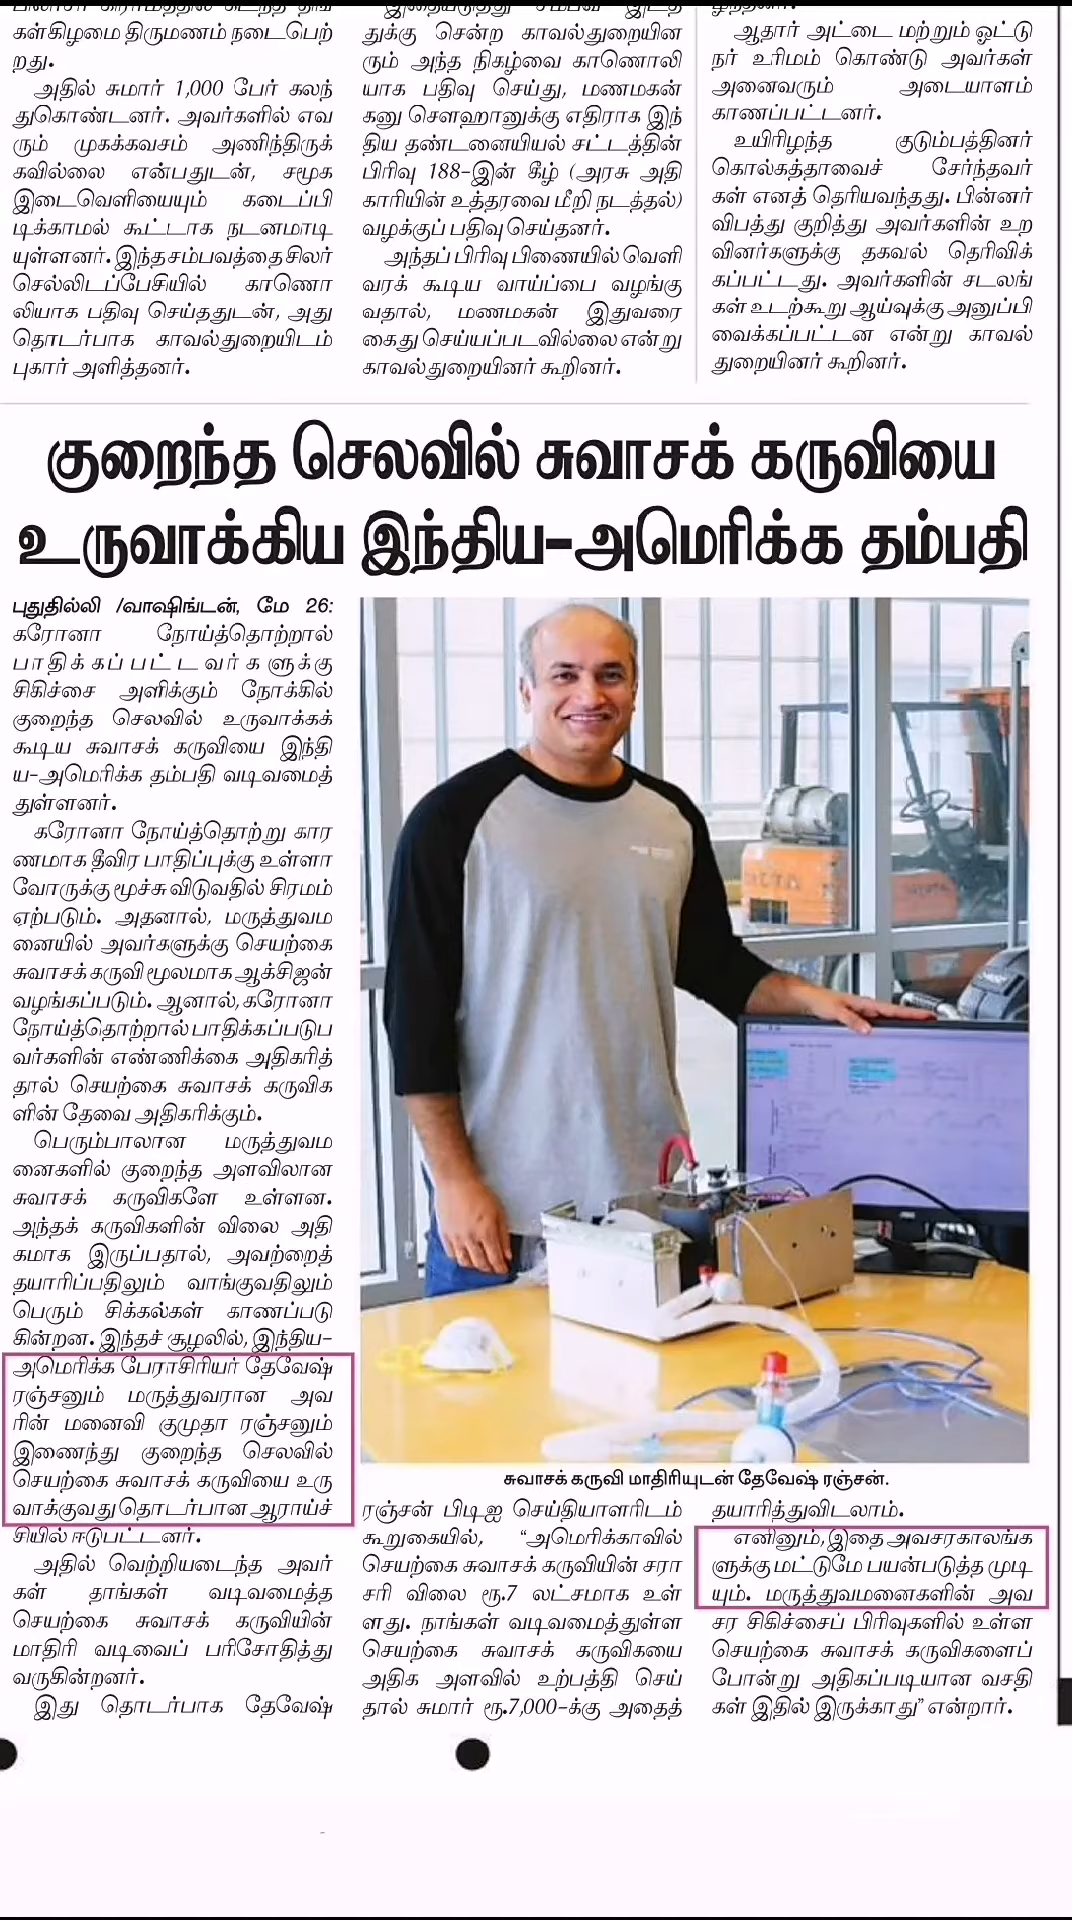 கள்கிழமை திருமணம் நடைபெற்
றது.
அதில் சுமார் 1,000 பேர் கலந்
துகொண்டனர். அவர்களில் எவ
ரும் முகக்கவசம் அணிந்திருக்
கவில்லை என்பதுடன், சமூக
இடைவெளியையும் கடைப்பி
டிக்காமல் கூட்டாக நடனமாடி
யுள்ளனர். இந்த சம்பவத்தை சிலர்
செல்லிடப்பேசியில் காணொ
லியாக பதிவு செய்ததுடன், அது
தொடர்பாக காவல்துறையிடம்
புகார் அளித்தனர்.
இதையடுத்து சம்பவ இடத்
துக்கு சென்ற காவல்துறையின
ரும் அந்த நிகழ்வை காணொலி
யாக பதிவு செய்து, மணமகன்
கனு சௌஹானுக்கு எதிராக இந்
திய தண்டனையியல் சட்டத்தின்
பிரிவு 188-இன் கீழ் (அரசு அதி
காரியின் உத்தரவை மீறி நடத்தல்)
வழக்குப் பதிவு செய்தனர்.
அந்தப் பிரிவு பிணையில் வெளி
வரக் கூடிய வாய்ப்பை வழங்கு
வதால், மணமகன் இதுவரை
கைது செய்யப்படவில்லை என்று
காவல்துறையினர் கூறினர்.
ஆதார் அட்டை மற்றும் ஓட்டு
நர் உரிமம் கொண்டு அவர்கள்
அனைவரும் அடையாளம்
காணப்பட்டனர்.
உயிரிழந்த குடும்பத்தினர்
கொல்கத்தாவைச் சேர்ந்தவர்
கள் எனத் தெரியவந்தது. பின்னர்
விபத்து குறித்து அவர்களின் உற
வினர்களுக்கு தகவல் தெரிவிக்
கப்பட்டது. அவர்களின் சடலங்
கள் உடற்கூறு ஆய்வுக்கு அனுப்பி
வைக்கப்பட்டன என்று காவல்
துறையினர் கூறினர்.
குறைந்த செலவில் சுவாசக் கருவியை
உருவாக்கிய இந்திய-அமெரிக்க தம்பதி
புதுதில்லி /வாஷிங்டன், மே 26:
கரோனா நோய்த்தொற்றால்
பாதிக்கப்பட்டவர்களுக்கு
சிகிச்சை அளிக்கும் நோக்கில்
குறைந்த செலவில் உருவாக்கக்
கூடிய சுவாசக் கருவியை இந்தி
ய-அமெரிக்க தம்பதி வடிவமைத்
துள்ளனர்.
கரோனா நோய்த்தொற்று கார
ணமாக தீவிர பாதிப்புக்கு உள்ளா
வோருக்கு மூச்சு விடுவதில் சிரமம்
ஏற்படும். அதனால், மருத்துவம
னையில் அவர்களுக்கு செயற்கை
சுவாசக் கருவி மூலமாக ஆக்சிஜன்
வழங்கப்படும். ஆனால், கரோனா
நோய்த்தொற்றால் பாதிக்கப்படுப
வர்களின் எண்ணிக்கை அதிகரித்
தால் செயற்கை சுவாசக் கருவிக
ளின் தேவை அதிகரிக்கும்.
பெரும்பாலான மருத்துவம
னைகளில் குறைந்த அளவிலான
சுவாசக் கருவிகளே உள்ளன.
அந்தக் கருவிகளின் விலை அதி
கமாக இருப்பதால், அவற்றைத்
தயாரிப்பதிலும் வாங்குவதிலும்
பெரும் சிக்கல்கள் காணப்படு
கின்றன. இந்தச் சூழலில், இந்திய-
அமெரிக்க பேராசிரியர் தேவேஷ்
ரஞ்சனும் மருத்துவரான அவ
ரின் மனைவி குமுதா ரஞ்சனும்
இணைந்து குறைந்த செலவில்
செயற்கை சுவாசக் கருவியை உரு
வாக்குவது தொடர்பான ஆராய்ச்
சியில் ஈடுபட்டனர்.
அதில் வெற்றியடைந்த அவர்
கள் தாங்கள் வடிவமைத்த
செயற்கை சுவாசக் கருவியின்
மாதிரி வடிவைப் பரிசோதித்து
வருகின்றனர்.
இது தொடர்பாக தேவேஷ்
சுவாசக் கருவி மாதிரியுடன் தேவேஷ் ரஞ்சன்.
ரஞ்சன் பிடிஐ செய்தியாளரிடம்
கூறுகையில், “அமெரிக்காவில்
செயற்கை சுவாசக் கருவியின் சரா
சரி விலை ரூ.7 லட்சமாக உள்
ளது. நாங்கள் வடிவமைத்துள்ள
செயற்கை சுவாசக் கருவிகயை
அதிக அளவில் உற்பத்தி செய்
தால் சுமார் ரூ.7,000-க்கு அதைத்
தயாரித்துவிடலாம்.
எனினும், இதை அவசரகாலங்க
ளுக்கு மட்டுமே பயன்படுத்த முடி
யும். மருத்துவமனைகளின் அவ
சர சிகிச்சைப் பிரிவுகளில் உள்ள
செயற்கை சுவாசக் கருவிகளைப்
போன்று அதிகப்படியான வசதி
கள் இதில் இருக்காது” என்றார்.